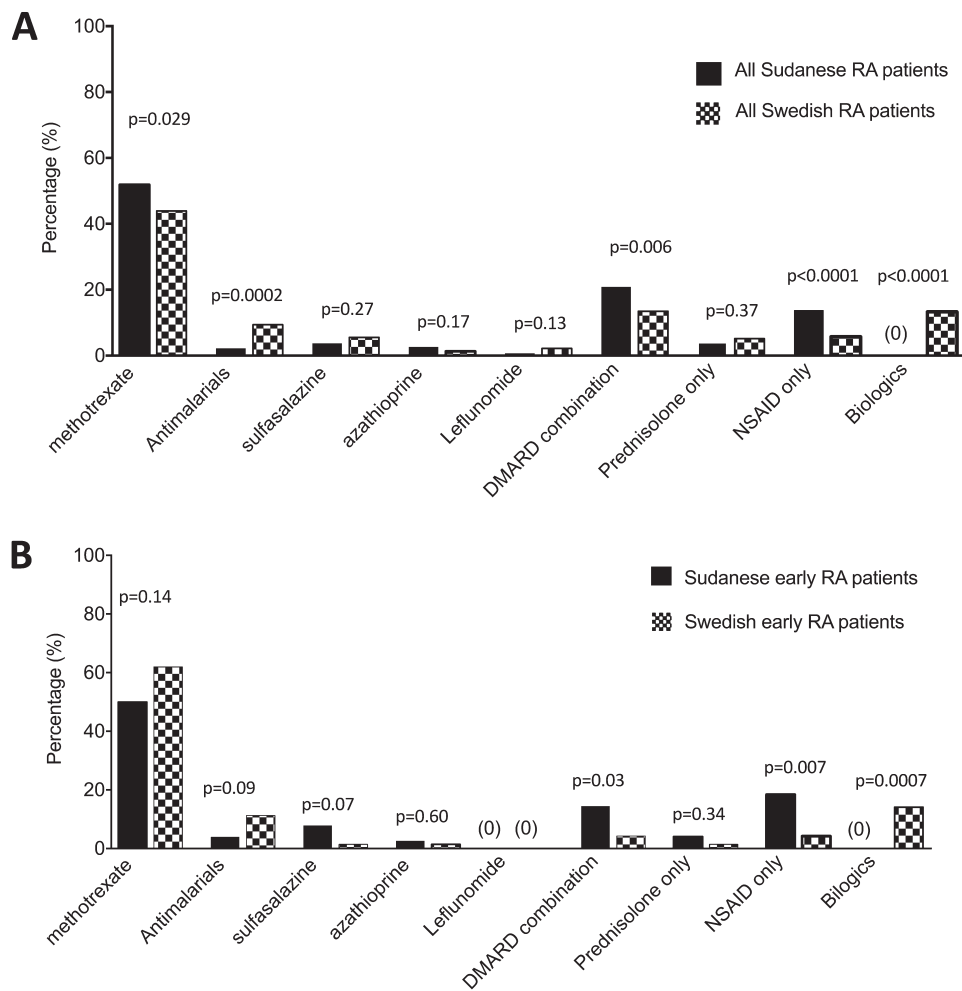 A
100
80
60
40
20
0
Percentage (%)
All Sudanese RA patients
All Swedish RA patients
p=0.029
p=0.0002
p=0.27
p=0.17
p=0.13
p=0.006
p=0.37
p<0.0001
p<0.0001
(0)
methotrexate
Antimalarials
sulfasalazine
azathioprine
Leflunomide
DMARD combination
Prednisolone only
NSAID only
Biologics
B
100
80
60
40
20
0
Percentage (%)
Sudanese early RA patients
Swedish early RA patients
p=0.14
p=0.09
p=0.07
p=0.60
(0) (0)
p=0.03
p=0.34
p=0.007
p=0.0007
(0)
methotrexate
Antimalarials
sulfasalazine
azathioprine
Leflunomide
DMARD combination
Prednisolone only
NSAID only
Bilogics